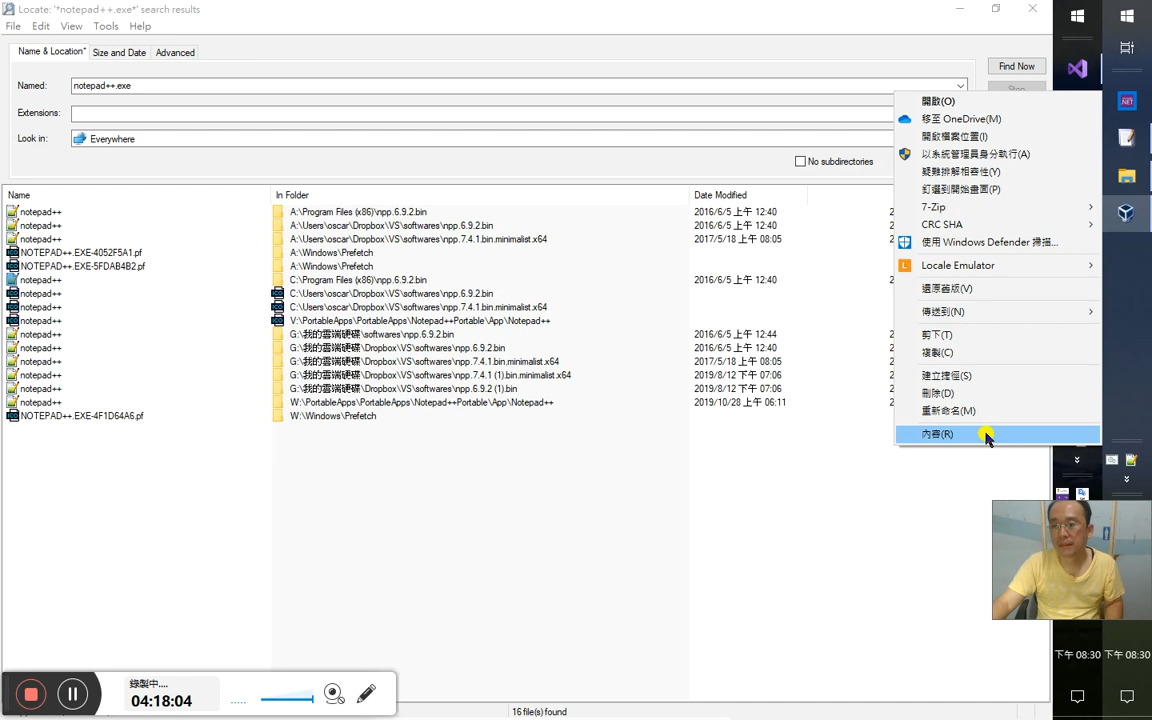 Locate: '*notepad++.exe*' search results
File Edit View Tools Help
Name & Location* Size and Date Advanced
Find Now
Named: notepad++.exe
Stop
Extensions:
Look in: Everywhere
No subdirectories
Name In Folder Date Modified
notepad++ A:\Program Files (x86)\npp.6.9.2.bin 2016/6/5 上午 12:40
notepad++ A:\Users\oscar\Dropbox\VS\softwares\npp.6.9.2.bin 2016/6/5 上午 12:40
notepad++ A:\Users\oscar\Dropbox\VS\softwares\npp.7.4.1.bin.minimalist.x64 2017/5/18 上午 08:05
NOTEPAD++.EXE-4052F5A1.pf A:\Windows\Prefetch
NOTEPAD++.EXE-5FDAB4B2.pf A:\Windows\Prefetch
notepad++ C:\Program Files (x86)\npp.6.9.2.bin 2016/6/5 上午 12:40
notepad++ C:\Users\oscar\Dropbox\VS\softwares\npp.6.9.2.bin
notepad++ C:\Users\oscar\Dropbox\VS\softwares\npp.7.4.1.bin.minimalist.x64
notepad++ V:\PortableApps\PortableApps\Notepad++Portable\App\Notepad++
notepad++ G:\我的雲端硬碟\softwares\npp.6.9.2.bin 2016/6/5 上午 12:44
notepad++ G:\我的雲端硬碟\Dropbox\VS\softwares\npp.6.9.2.bin 2016/6/5 上午 12:40
notepad++ G:\我的雲端硬碟\Dropbox\VS\softwares\npp.7.4.1.bin.minimalist.x64 2017/5/18 上午 08:05
notepad++ G:\我的雲端硬碟\Dropbox\VS\softwares\npp.7.4.1 (1).bin.minimalist.x64 2019/8/12 下午 07:06
notepad++ G:\我的雲端硬碟\Dropbox\VS\softwares\npp.6.9.2 (1).bin 2019/8/12 下午 07:06
notepad++ W:\PortableApps\PortableApps\Notepad++Portable\App\Notepad++ 2019/10/28 上午 06:11
NOTEPAD++.EXE-4F1D64A6.pf W:\Windows\Prefetch
開啟(O)
移至 OneDrive(M)
開啟檔案位置(I)
以系統管理員身分執行(A)
疑難排解相容性(Y)
釘選到開始畫面(P)
7-Zip
CRC SHA
使用 Windows Defender 掃描...
Locale Emulator
還原舊版(V)
傳送到(N)
剪下(T)
複製(C)
建立捷徑(S)
刪除(D)
重新命名(M)
內容(R)
下午 08:30 下午 08:30
錄製中....
04:18:04
16 file(s) found